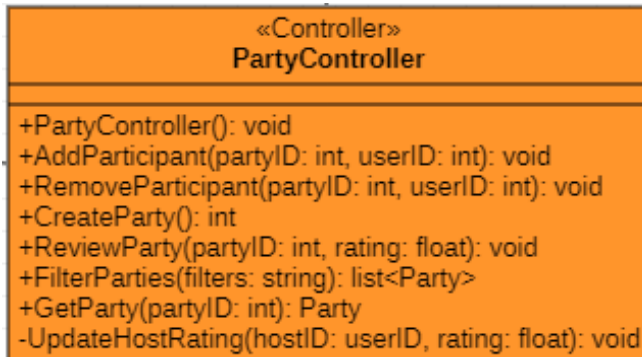 «Controller»
PartyController
+PartyController(): void
+AddParticipant(partyID: int, userID: int): void
+RemoveParticipant(partyID: int, userID: int): void
+CreateParty(): int
+ReviewParty(partyID: int, rating: float): void
+FilterParties(filters: string): list<Party>
+GetParty(partyID: int): Party
-UpdateHostRating(hostID: userID, rating: float): void